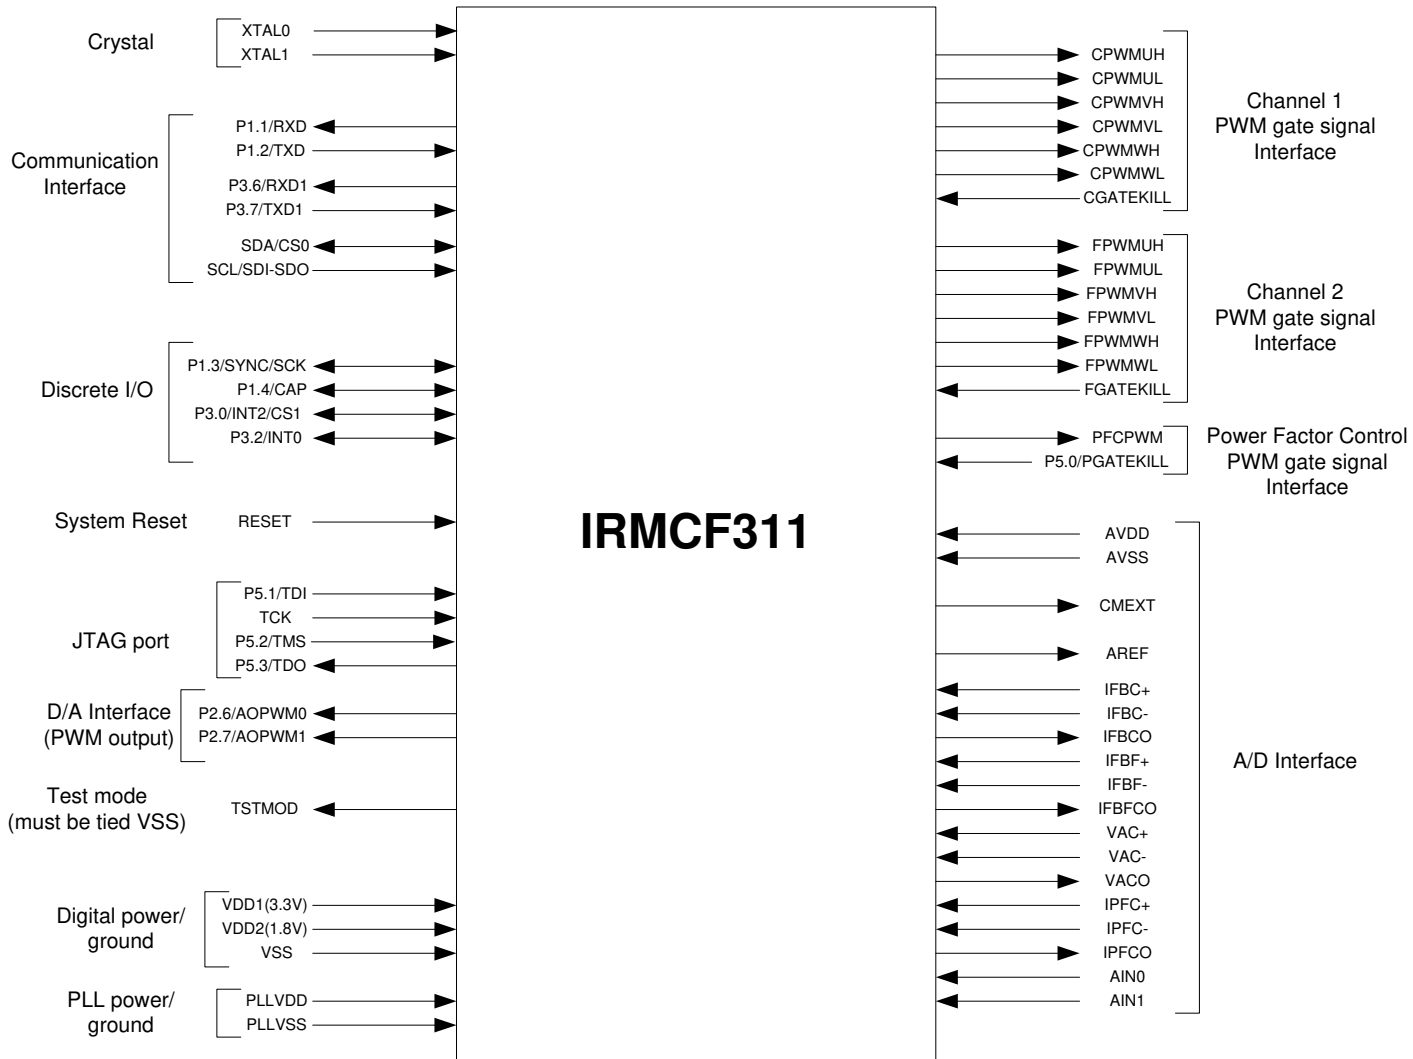 Crystal
XTAL0
XTAL1
Communication
Interface
P1.1/RXD
P1.2/TXD
P3.6/RXD1
P3.7/TXD1
SDA/CS0
SCL/SDI-SDO
Discrete I/O
P1.3/SYNC/SCK
P1.4/CAP
P3.0/INT2/CS1
P3.2/INT0
System Reset
RESET
JTAG port
P5.1/TDI
TCK
P5.2/TMS
P5.3/TDO
D/A Interface
(PWM output)
P2.6/AOPWM0
P2.7/AOPWM1
Test mode
(must be tied VSS)
TSTMOD
Digital power/
ground
VDD1(3.3V)
VDD2(1.8V)
VSS
PLL power/
ground
PLLVDD
PLLVSS
IRMCF311
CPWMUH
CPWMUL
CPWMVH
CPWMVL
CPWMWH
CPWMWL
CGATEKILL
Channel 1
PWM gate signal
Interface
FPWMUH
FPWMUL
FPWMVH
FPWMVL
FPWMWH
FPWMWL
FGATEKILL
Channel 2
PWM gate signal
Interface
PFCPWM
P5.0/PGATEKILL
Power Factor Control
PWM gate signal
Interface
AVDD
AVSS
CMEXT
AREF
IFBC+
IFBC-
IFBCO
IFBF+
IFBF-
IFBFCO
VAC+
VAC-
VACO
IPFC+
IPFC-
IPFCO
AIN0
AIN1
A/D Interface